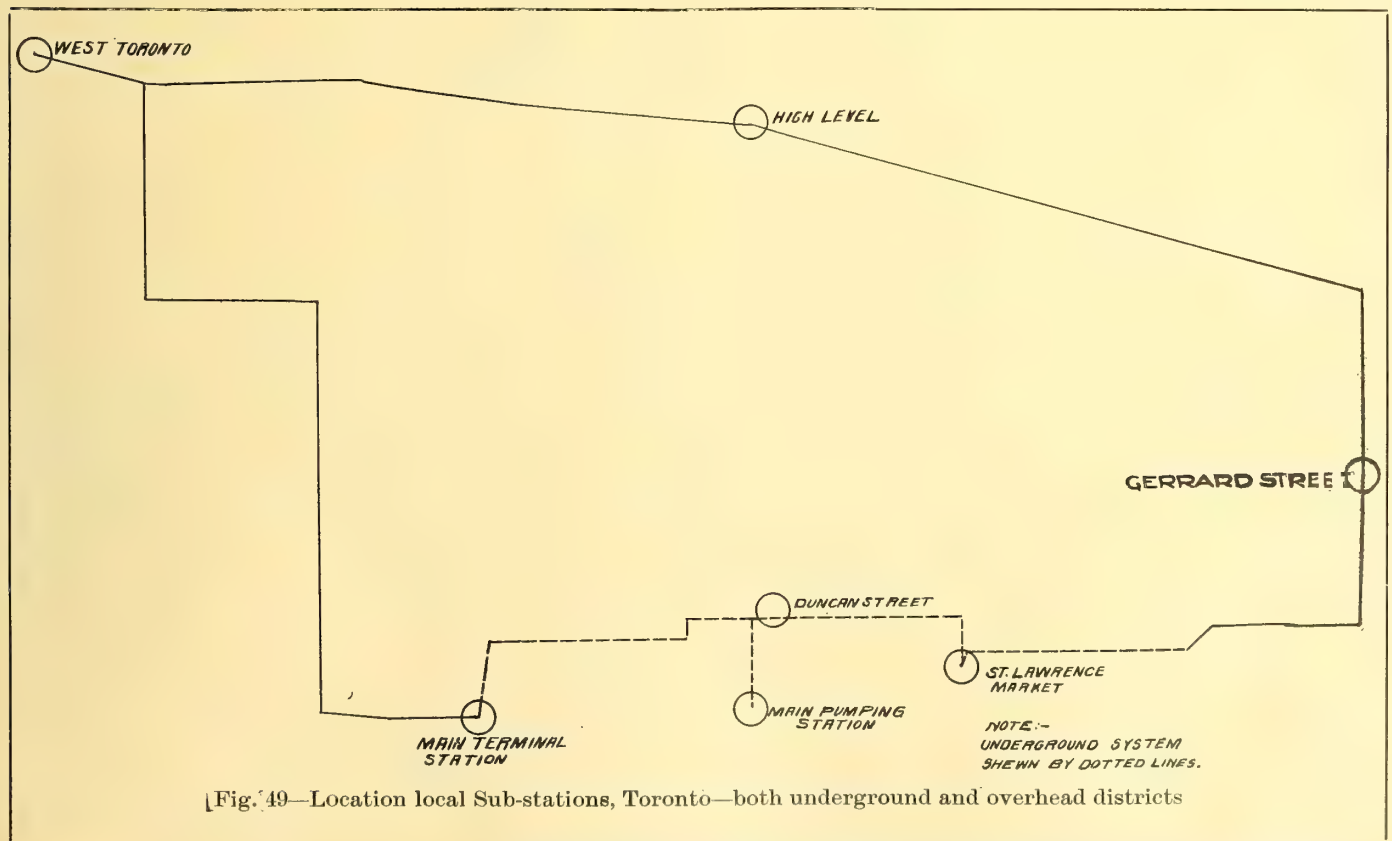 WEST TORONTO
HIGH LEVEL
GERRARD STREET
DUNCAN STREET
ST. LAWRENCE
MARKET
MAIN PUMPING
STATION
MAIN TERMINAL
STATION
NOTE:-
UNDERGROUND SYSTEM
SHEWN BY DOTTED LINES.
Fig. 49—Location local Sub-stations, Toronto—both underground and overhead districts